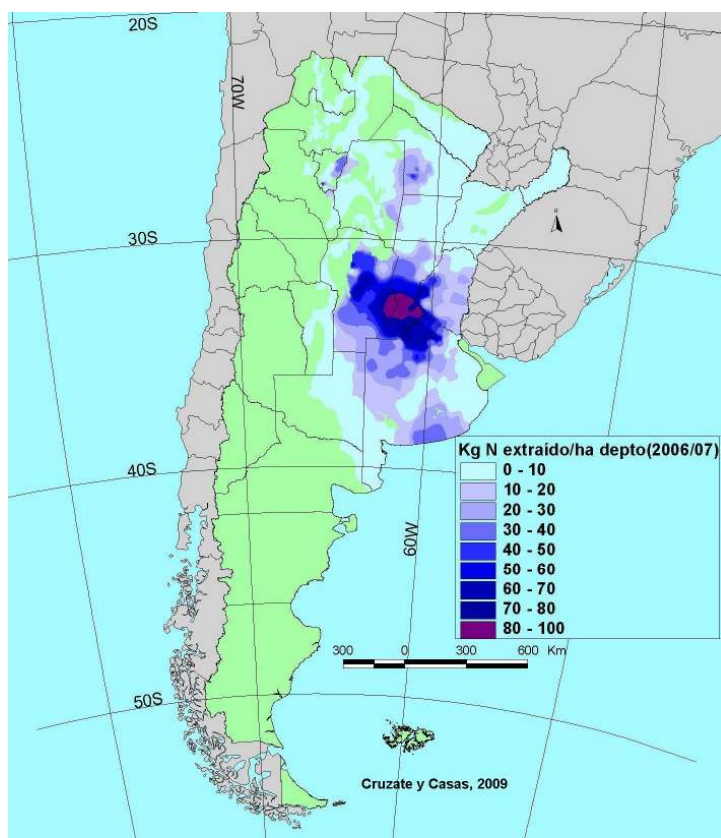 20S
70W
30S
Kg N extraído/ha depto(2006/07)
0 - 10
10 - 20
20 - 30
30 - 40
40 - 50
50 - 60
60 - 70
70 - 80
80 - 100
40S
60W
300 0 300 600 Km
50S
Cruzate y Casas, 2009